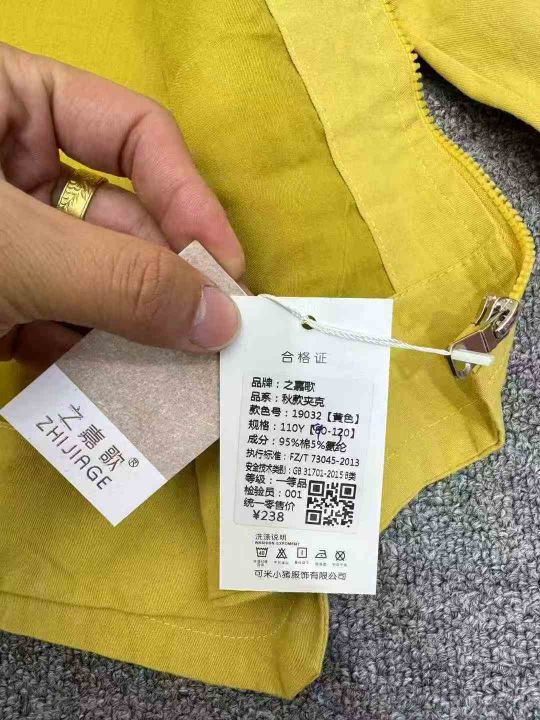 之嘉歌®
ZHIJIAGE
合格证
品牌：之嘉歌
品系：秋款夹克
款色号：19032【黄色】
规格：110Y【60-120】
成分：95%棉5%氨纶
执行标准：FZ/T 73045-2013
安全技术类别：GB 31701-2015 B类
等级：一等品
检验员：001
统一零售价
¥238
洗涤说明
可米小猪服饰有限公司